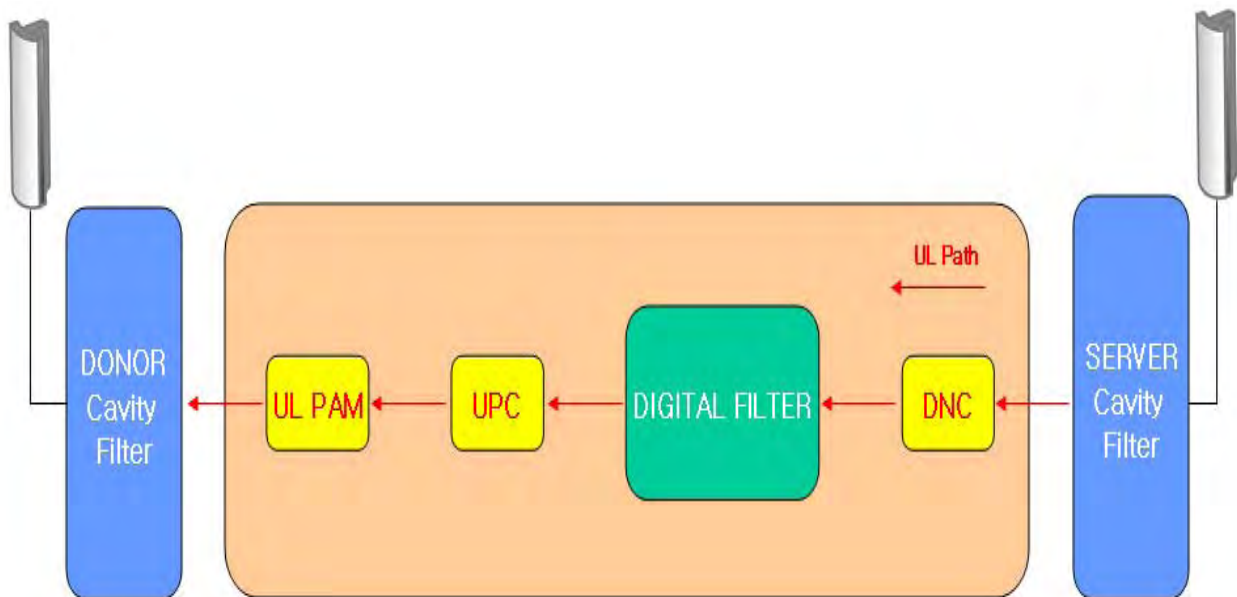 UL Path
DONOR
Cavity
Filter
UL PAM
UPC
DIGITAL FILTER
DNC
SERVER
Cavity
Filter